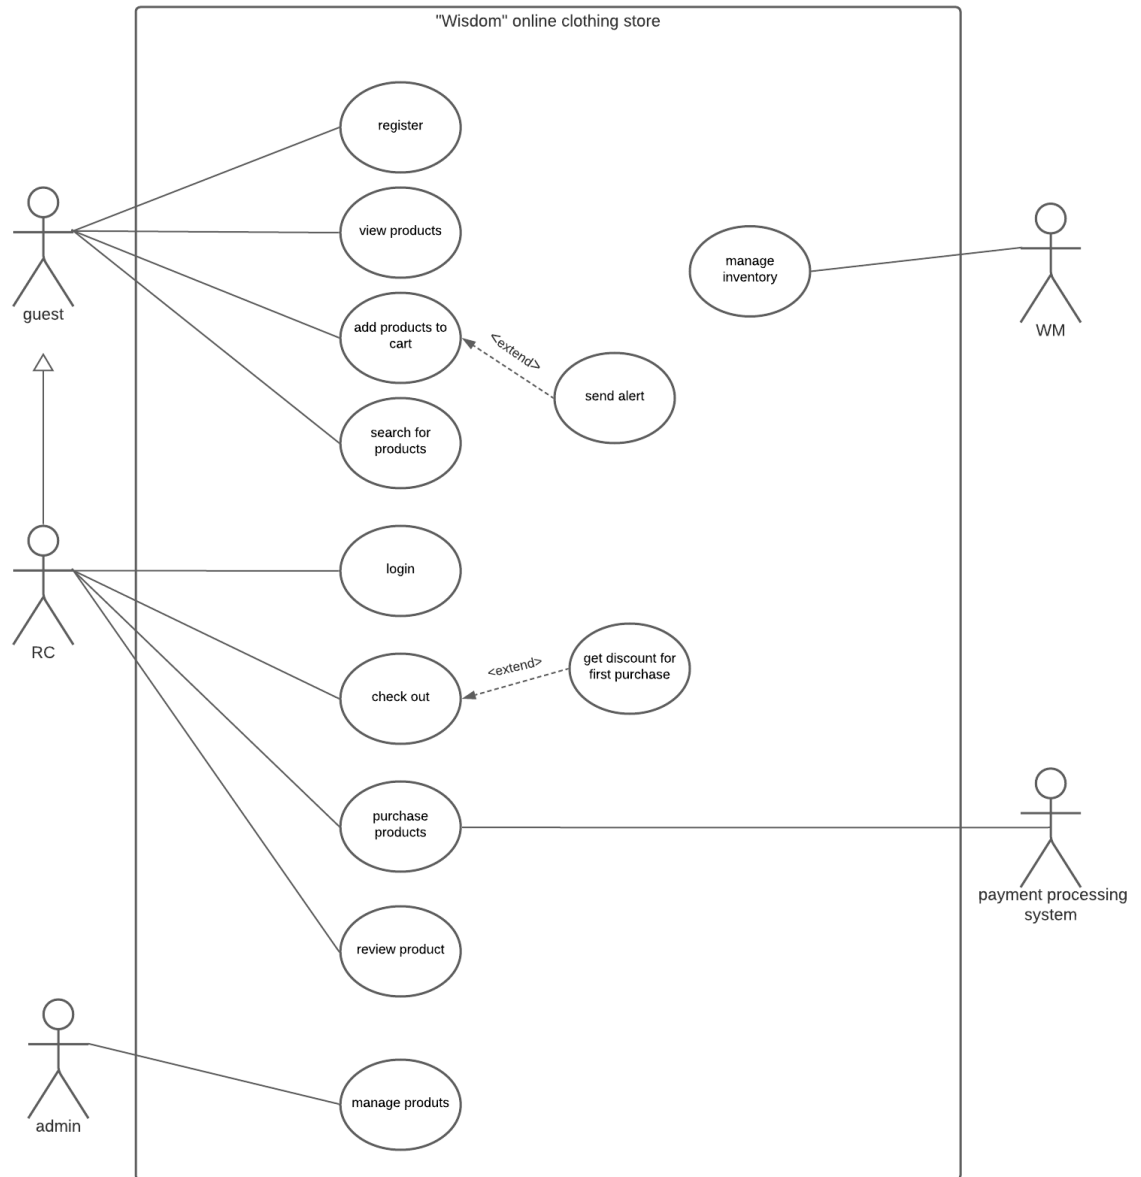 "Wisdom" online clothing store
register
view products
guest
add products to
cart
<extend>
send alert
search for
products
manage
inventory
WM
RC
login
check out
<extend>
get discount for
first purchase
purchase
products
payment processing
system
review product
admin
manage produts